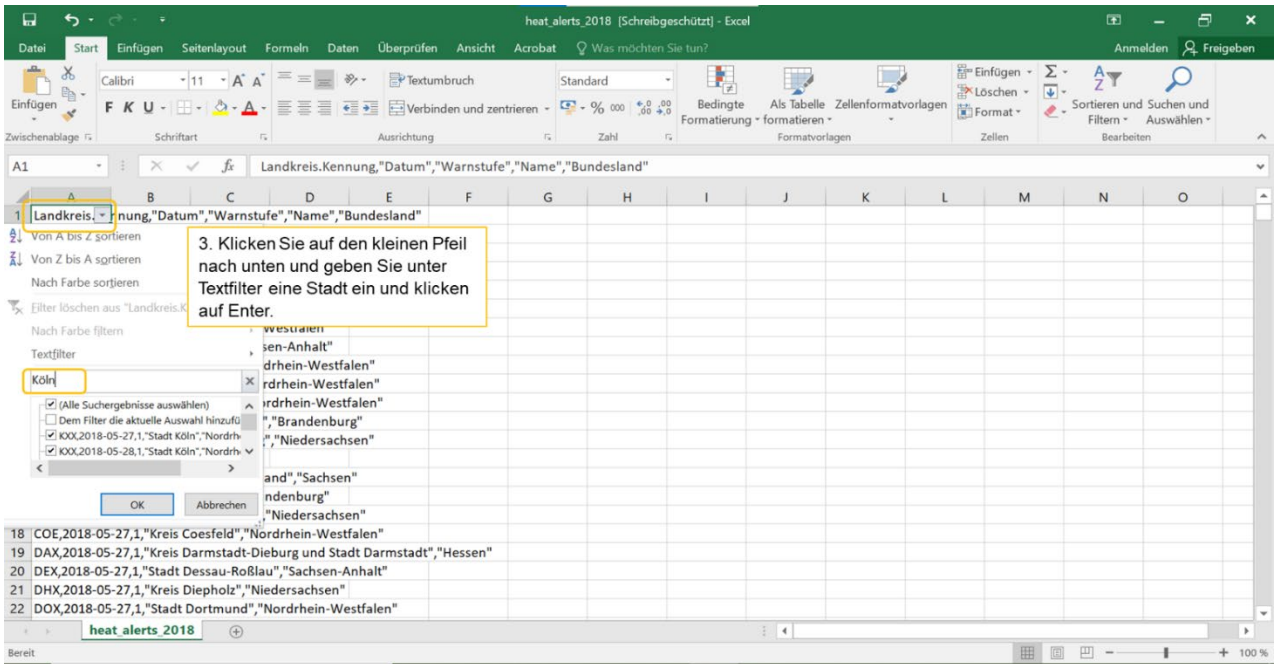 heat_alerts_2018 [Schreibgeschützt] - Excel
Datei Start Einfügen Seitenlayout Formeln Daten Überprüfen Ansicht Acrobat Was möchten Sie tun? Anmelden Freigeben
Einfügen
Calibri 11 A A
F K U
Textumbruch
Verbinden und zentrieren
Standard
% 000
Bedingte Formatierung
Als Tabelle formatieren
Zellenformatvorlagen
Einfügen
Löschen
Format
Sortieren und Filtern
Suchen und Auswählen
Zwischenablage Schriftart Ausrichtung Zahl Formatvorlagen Zellen Bearbeiten
A1 fx Landkreis.Kennung,"Datum","Warnstufe","Name","Bundesland"
A B C D E F G H I J K L M N O
1 Landkreis. nnung,"Datum","Warnstufe","Name","Bundesland"
Von A bis Z sortieren
Von Z bis A sortieren
Nach Farbe sortieren
Filter löschen aus "Landkreis.K
Nach Farbe filtern
Textfilter
Köln
(Alle Suchergebnisse auswählen)
Dem Filter die aktuelle Auswahl hinzufü
KXX,2018-05-27,1,"Stadt Köln","Nordrh
KXX,2018-05-28,1,"Stadt Köln","Nordrh
OK Abbrechen
3. Klicken Sie auf den kleinen Pfeil
nach unten und geben Sie unter
Textfilter eine Stadt ein und klicken
auf Enter.
Westfalen"
sen-Anhalt"
drhein-Westfalen"
rdrhein-Westfalen"
ordrhein-Westfalen"
","Brandenburg"
","Niedersachsen"
and","Sachsen"
ndenburg"
,"Niedersachsen"
18 COE,2018-05-27,1,"Kreis Coesfeld","Nordrhein-Westfalen"
19 DAX,2018-05-27,1,"Kreis Darmstadt-Dieburg und Stadt Darmstadt","Hessen"
20 DEX,2018-05-27,1,"Stadt Dessau-Roßlau","Sachsen-Anhalt"
21 DHX,2018-05-27,1,"Kreis Diepholz","Niedersachsen"
22 DOX,2018-05-27,1,"Stadt Dortmund","Nordrhein-Westfalen"
heat_alerts_2018
Bereit 100 %